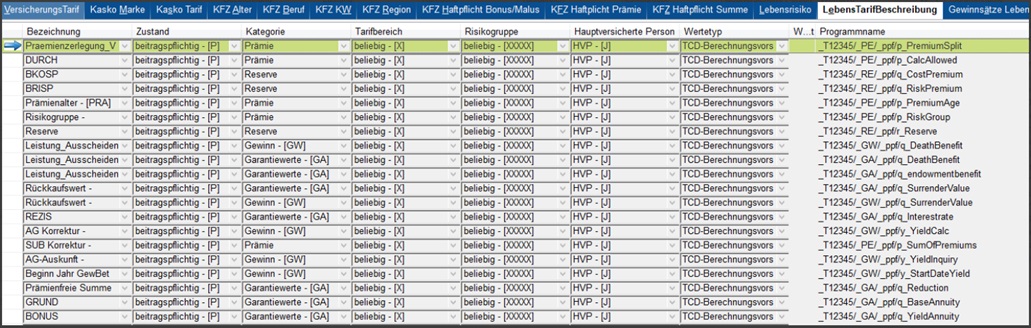 VersicherungsTarif Kasko Marke Kasko Tarif KFZ Alter KFZ Beruf KFZ KW KFZ Region KFZ Haftpflicht Bonus/Malus KFZ Haftplicht Prämie KFZ Haftpflicht Summe Lebensrisiko LebensTarifBeschreibung Gewinnsätze Leben
Bezeichnung Zustand Kategorie Tarifbereich Risikogruppe Hauptversicherte Person Wertetyp W...t Programmname
Praemienzerlegung_V beitragspflichtig - [P] Prämie beliebig - [X] beliebig - [XXXXX] HVP - [J] TCD-Berechnungsvors _T12345/_PE/_ppf/p_PremiumSplit
DURCH beitragspflichtig - [P] Prämie beliebig - [X] beliebig - [XXXXX] HVP - [J] TCD-Berechnungsvors _T12345/_PE/_ppf/p_CalcAllowed
BKOSP beitragspflichtig - [P] Reserve beliebig - [X] beliebig - [XXXXX] HVP - [J] TCD-Berechnungsvors _T12345/_RE/_ppf/q_CostPremium
BRISP beitragspflichtig - [P] Reserve beliebig - [X] beliebig - [XXXXX] HVP - [J] TCD-Berechnungsvors _T12345/_RE/_ppf/q_RiskPremium
Prämienalter - [PRA] beitragspflichtig - [P] Prämie beliebig - [X] beliebig - [XXXXX] HVP - [J] TCD-Berechnungsvors _T12345/_PE/_ppf/p_PremiumAge
Risikogruppe - beitragspflichtig - [P] Prämie beliebig - [X] beliebig - [XXXXX] HVP - [J] TCD-Berechnungsvors _T12345/_PE/_ppf/p_RiskGroup
Reserve beitragspflichtig - [P] Reserve beliebig - [X] beliebig - [XXXXX] HVP - [J] TCD-Berechnungsvors _T12345/_RE/_ppf/r_Reserve
Leistung_Ausscheiden beitragspflichtig - [P] Gewinn - [GW] beliebig - [X] beliebig - [XXXXX] HVP - [J] TCD-Berechnungsvors _T12345/_GW/_ppf/q_DeathBenefit
Leistung_Ausscheiden beitragspflichtig - [P] Garantiewerte - [GA] beliebig - [X] beliebig - [XXXXX] HVP - [J] TCD-Berechnungsvors _T12345/_GA/_ppf/q_DeathBenefit
Leistung_Ausscheiden beitragspflichtig - [P] Garantiewerte - [GA] beliebig - [X] beliebig - [XXXXX] HVP - [J] TCD-Berechnungsvors _T12345/_GA/_ppf/q_endowmentbenefit
Rückkaufswert - beitragspflichtig - [P] Garantiewerte - [GA] beliebig - [X] beliebig - [XXXXX] HVP - [J] TCD-Berechnungsvors _T12345/_GA/_ppf/q_SurrenderValue
Rückkaufswert - beitragspflichtig - [P] Gewinn - [GW] beliebig - [X] beliebig - [XXXXX] HVP - [J] TCD-Berechnungsvors _T12345/_GW/_ppf/q_SurrenderValue
REZIS beitragspflichtig - [P] Garantiewerte - [GA] beliebig - [X] beliebig - [XXXXX] HVP - [J] TCD-Berechnungsvors _T12345/_GA/_ppf/q_Interestrate
AG Korrektur - beitragspflichtig - [P] Gewinn - [GW] beliebig - [X] beliebig - [XXXXX] HVP - [J] TCD-Berechnungsvors _T12345/_GW/_ppf/y_YieldCalc
SUB Korrektur - beitragspflichtig - [P] Prämie beliebig - [X] beliebig - [XXXXX] HVP - [J] TCD-Berechnungsvors _T12345/_PE/_ppf/p_SumOfPremiums
AG-Auskunft - beitragspflichtig - [P] Gewinn - [GW] beliebig - [X] beliebig - [XXXXX] HVP - [J] TCD-Berechnungsvors _T12345/_GW/_ppf/y_YieldInquiry
Beginn Jahr GewBet beitragspflichtig - [P] Gewinn - [GW] beliebig - [X] beliebig - [XXXXX] HVP - [J] TCD-Berechnungsvors _T12345/_GW/_ppf/y_StartDateYield
Prämienfreie Summe beitragspflichtig - [P] Garantiewerte - [GA] beliebig - [X] beliebig - [XXXXX] HVP - [J] TCD-Berechnungsvors _T12345/_GA/_ppf/q_Reduction
GRUND beitragspflichtig - [P] Garantiewerte - [GA] beliebig - [X] beliebig - [XXXXX] HVP - [J] TCD-Berechnungsvors _T12345/_GA/_ppf/q_BaseAnnuity
BONUS beitragspflichtig - [P] Garantiewerte - [GA] beliebig - [X] beliebig - [XXXXX] HVP - [J] TCD-Berechnungsvors _T12345/_GA/_ppf/q_YieldAnnuity